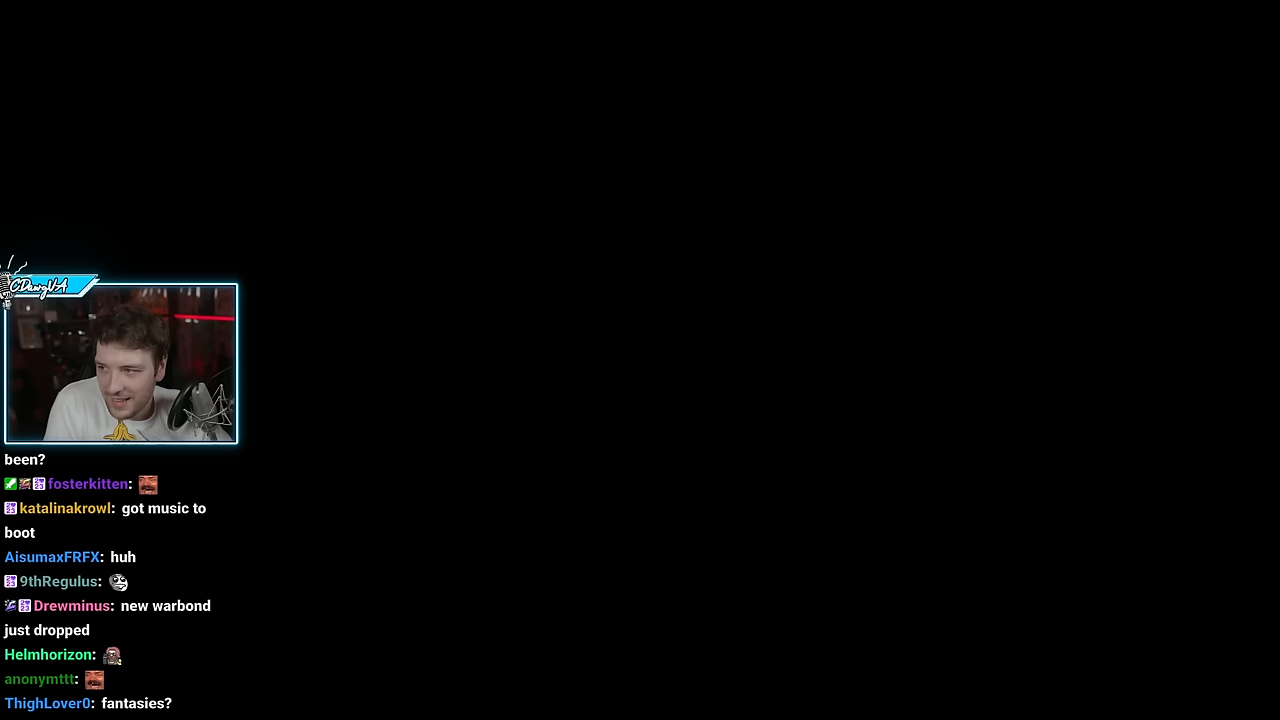 CDawgVA
been?
fosterkitten:
katalinakrowl: got music to
boot
AisumaxFRFX: huh
9thRegulus:
Drewminus: new warbond
just dropped
Helmhorizon:
anonymttt:
ThighLover0: fantasies?